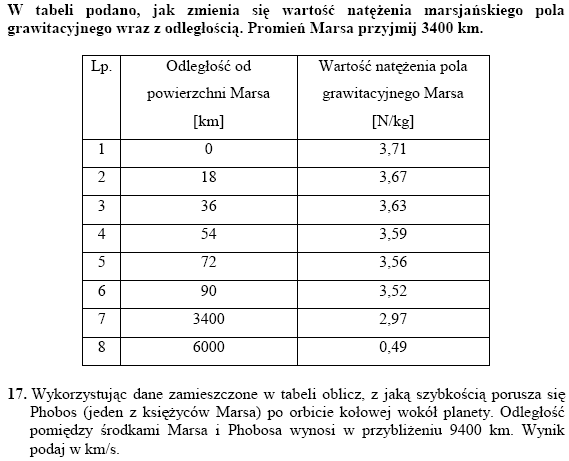 W tabeli podano, jak zmienia się wartość natężenia marsjańskiego pola
grawitacyjnego wraz z odległością. Promień Marsa przyjmij 3400 km.
Lp. Odległość od Wartość natężenia pola
powierzchni Marsa grawitacyjnego Marsa
[km] [N/kg]
1 0 3,71
2 18 3,67
3 36 3,63
4 54 3,59
5 72 3,56
6 90 3,52
7 3400 2,97
8 6000 0,49
17. Wykorzystując dane zamieszczone w tabeli oblicz, z jaką szybkością porusza się
Phobos (jeden z księżyców Marsa) po orbicie kołowej wokół planety. Odległość
pomiędzy środkami Marsa i Phobosa wynosi w przybliżeniu 9400 km. Wynik
podaj w km/s.